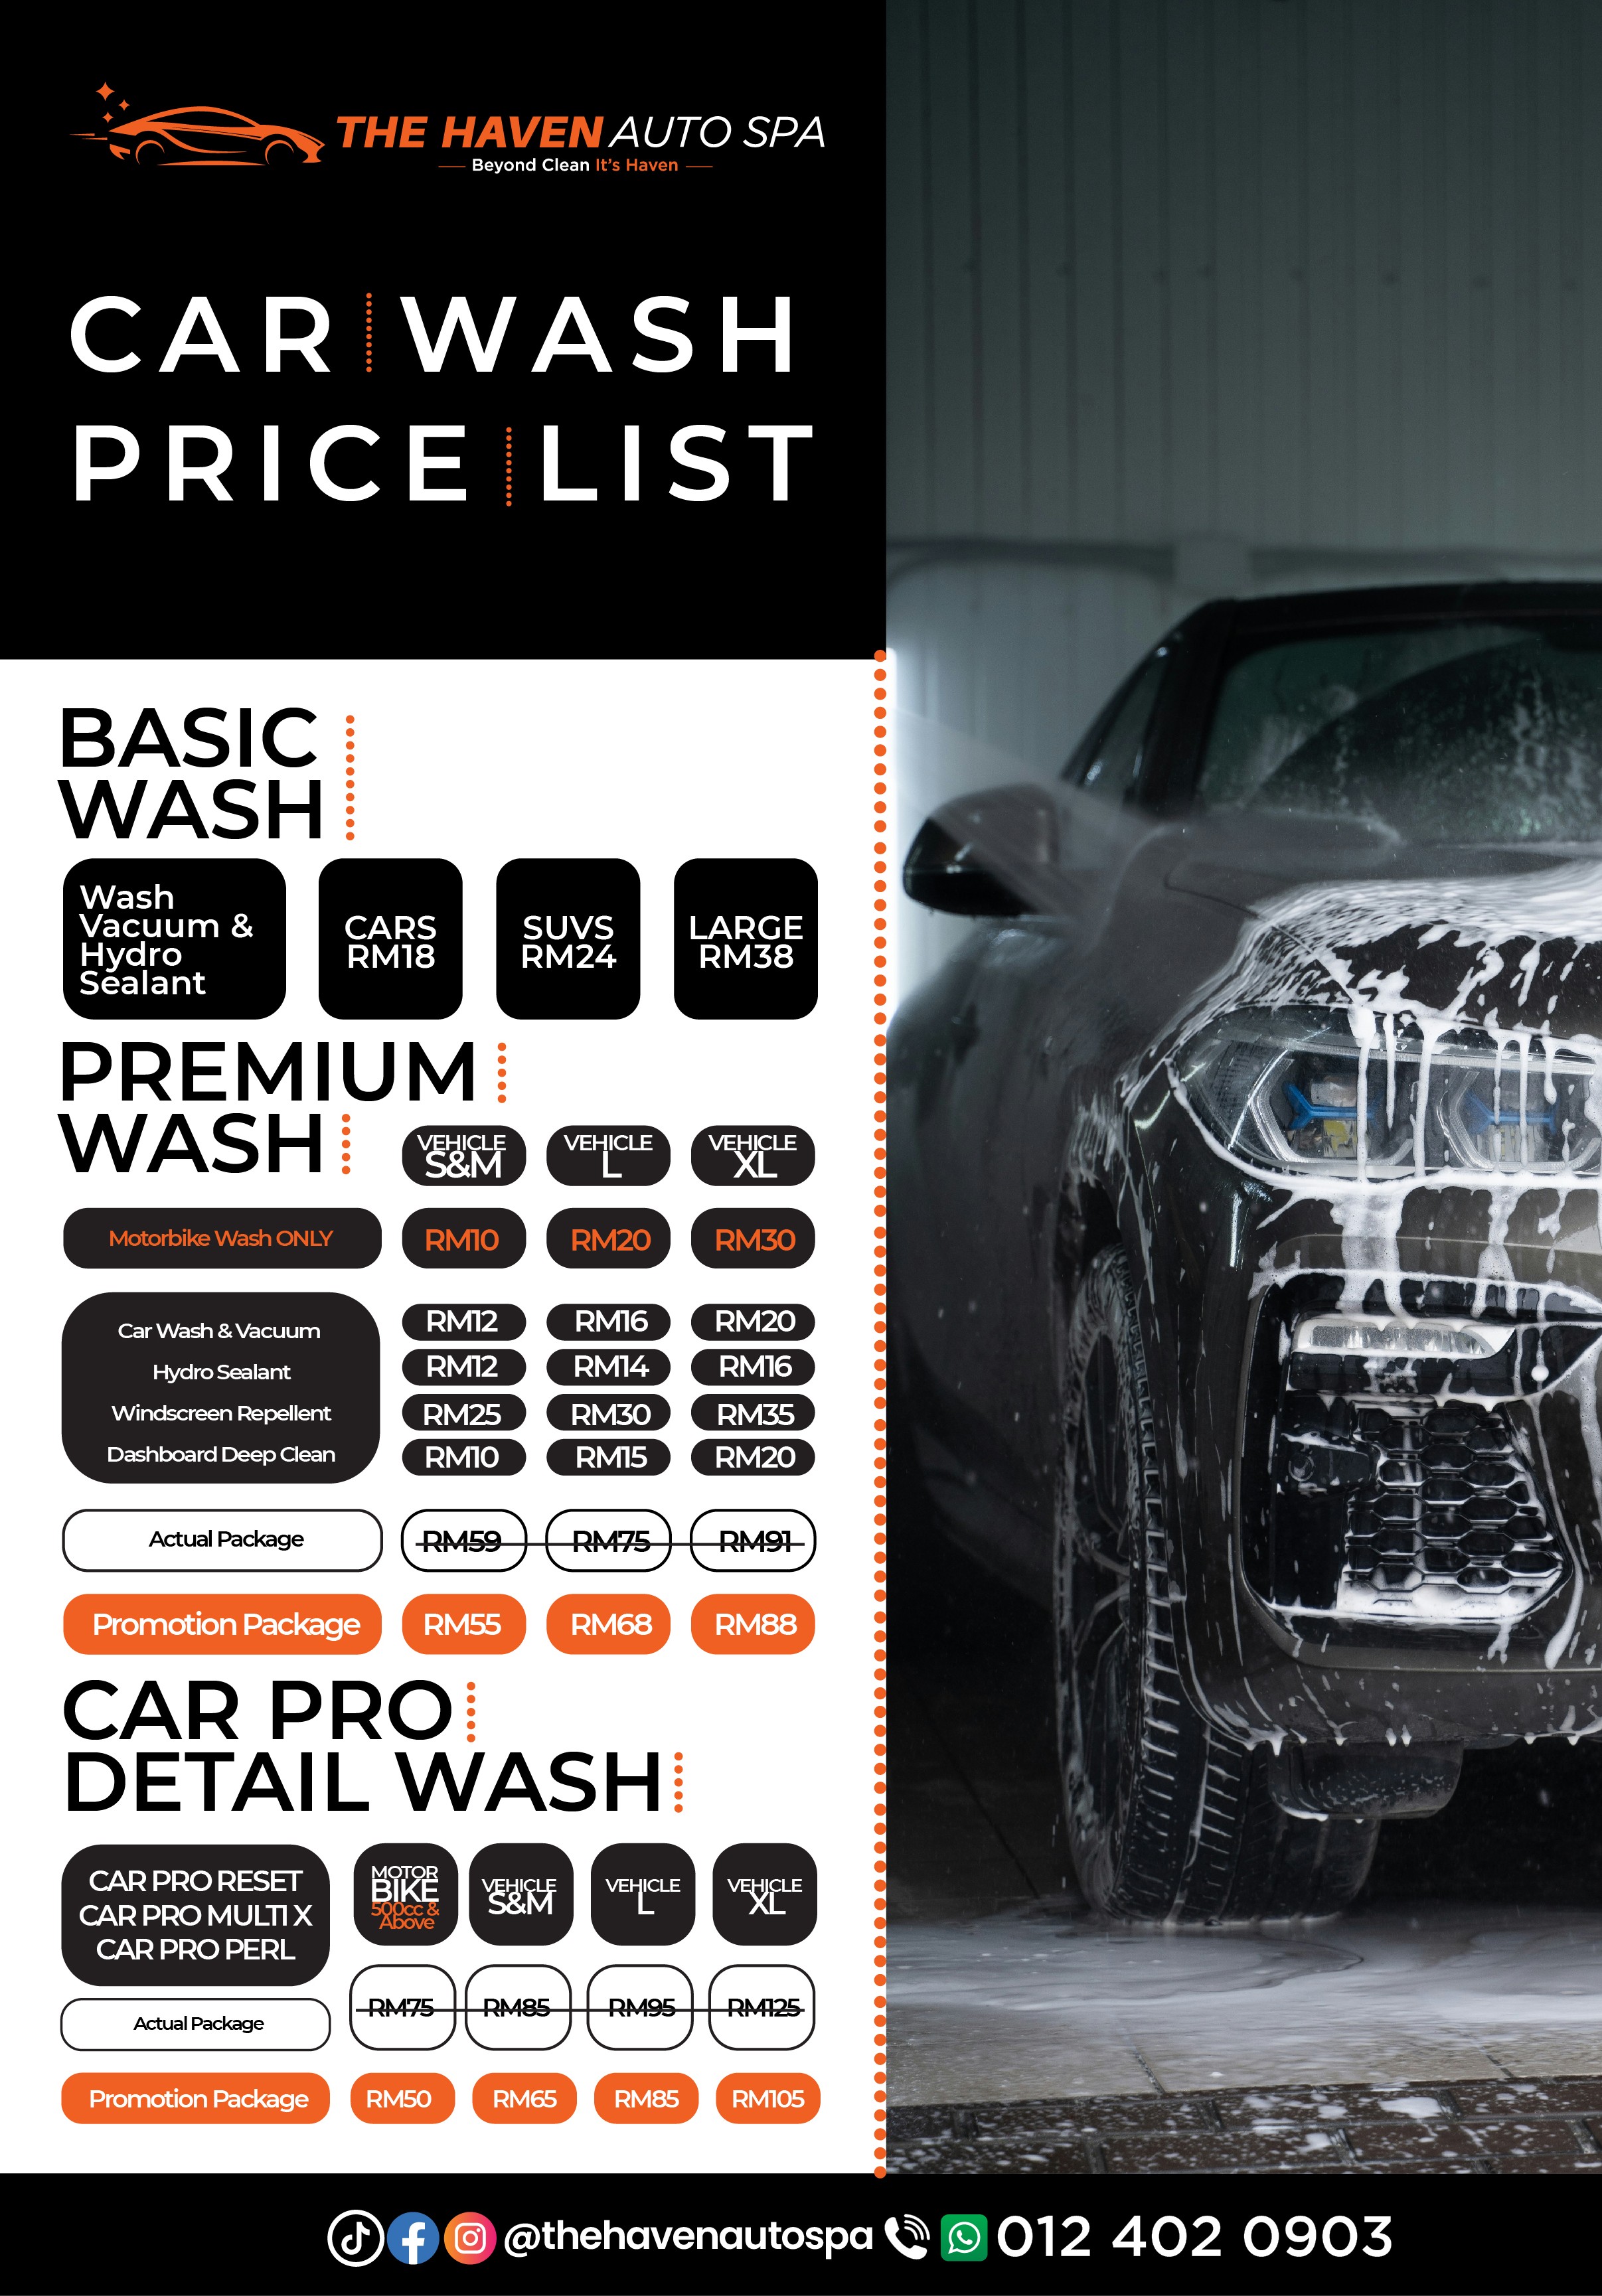 THE HAVEN AUTO SPA
Beyond Clean It's Haven
CAR WASH
PRICE LIST
BASIC
WASH
Wash
Vacuum &
Hydro
Sealant
CARS
RM18
SUVS
RM24
LARGE
RM38
PREMIUM
WASH
VEHICLE
S&M
VEHICLE
L
VEHICLE
XL
Motorbike Wash ONLY RM10 RM20 RM30
Car Wash & Vacuum RM12 RM16 RM20
Hydro Sealant RM12 RM14 RM16
Windscreen Repellent RM25 RM30 RM35
Dashboard Deep Clean RM10 RM15 RM20
Actual Package RM59 RM75 RM91
Promotion Package RM55 RM68 RM88
CAR PRO
DETAIL WASH
CAR PRO RESET
CAR PRO MULTI X
CAR PRO PERL
MOTOR
BIKE
500cc &
Above
VEHICLE
S&M
VEHICLE
L
VEHICLE
XL
Actual Package RM75 RM85 RM95 RM125
Promotion Package RM50 RM65 RM85 RM105
@thehavenautospa 012 402 0903